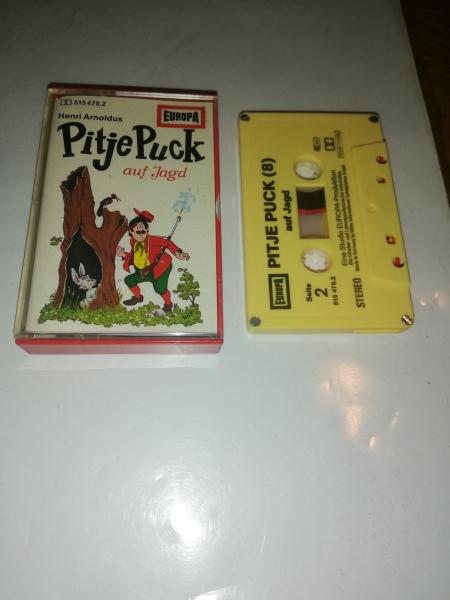 515 478.2
EUROPA
Henri Arnoldus
Pitje Puck
auf Jagd
EUROPA
PITJE PUCK (8)
auf Jagd
Seite
2
515 478.2
STEREO
Eine Studio EUROPA-Produktion